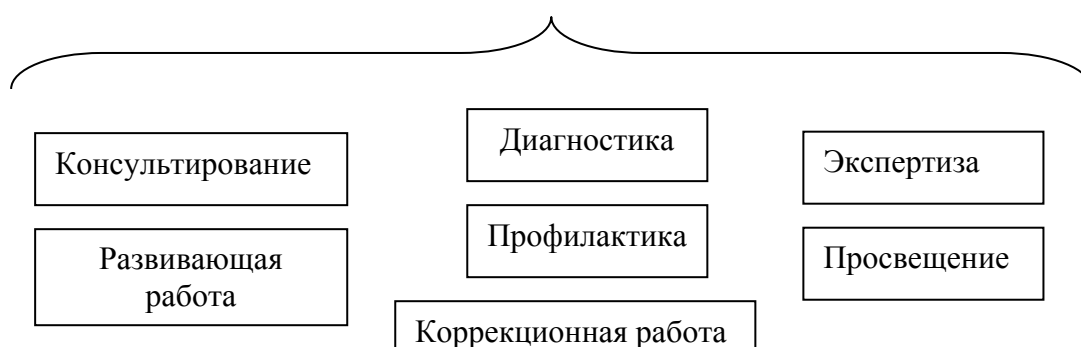 Консультирование
Диагностика
Экспертиза
Развивающая
работа
Профилактика
Просвещение
Коррекционная работа